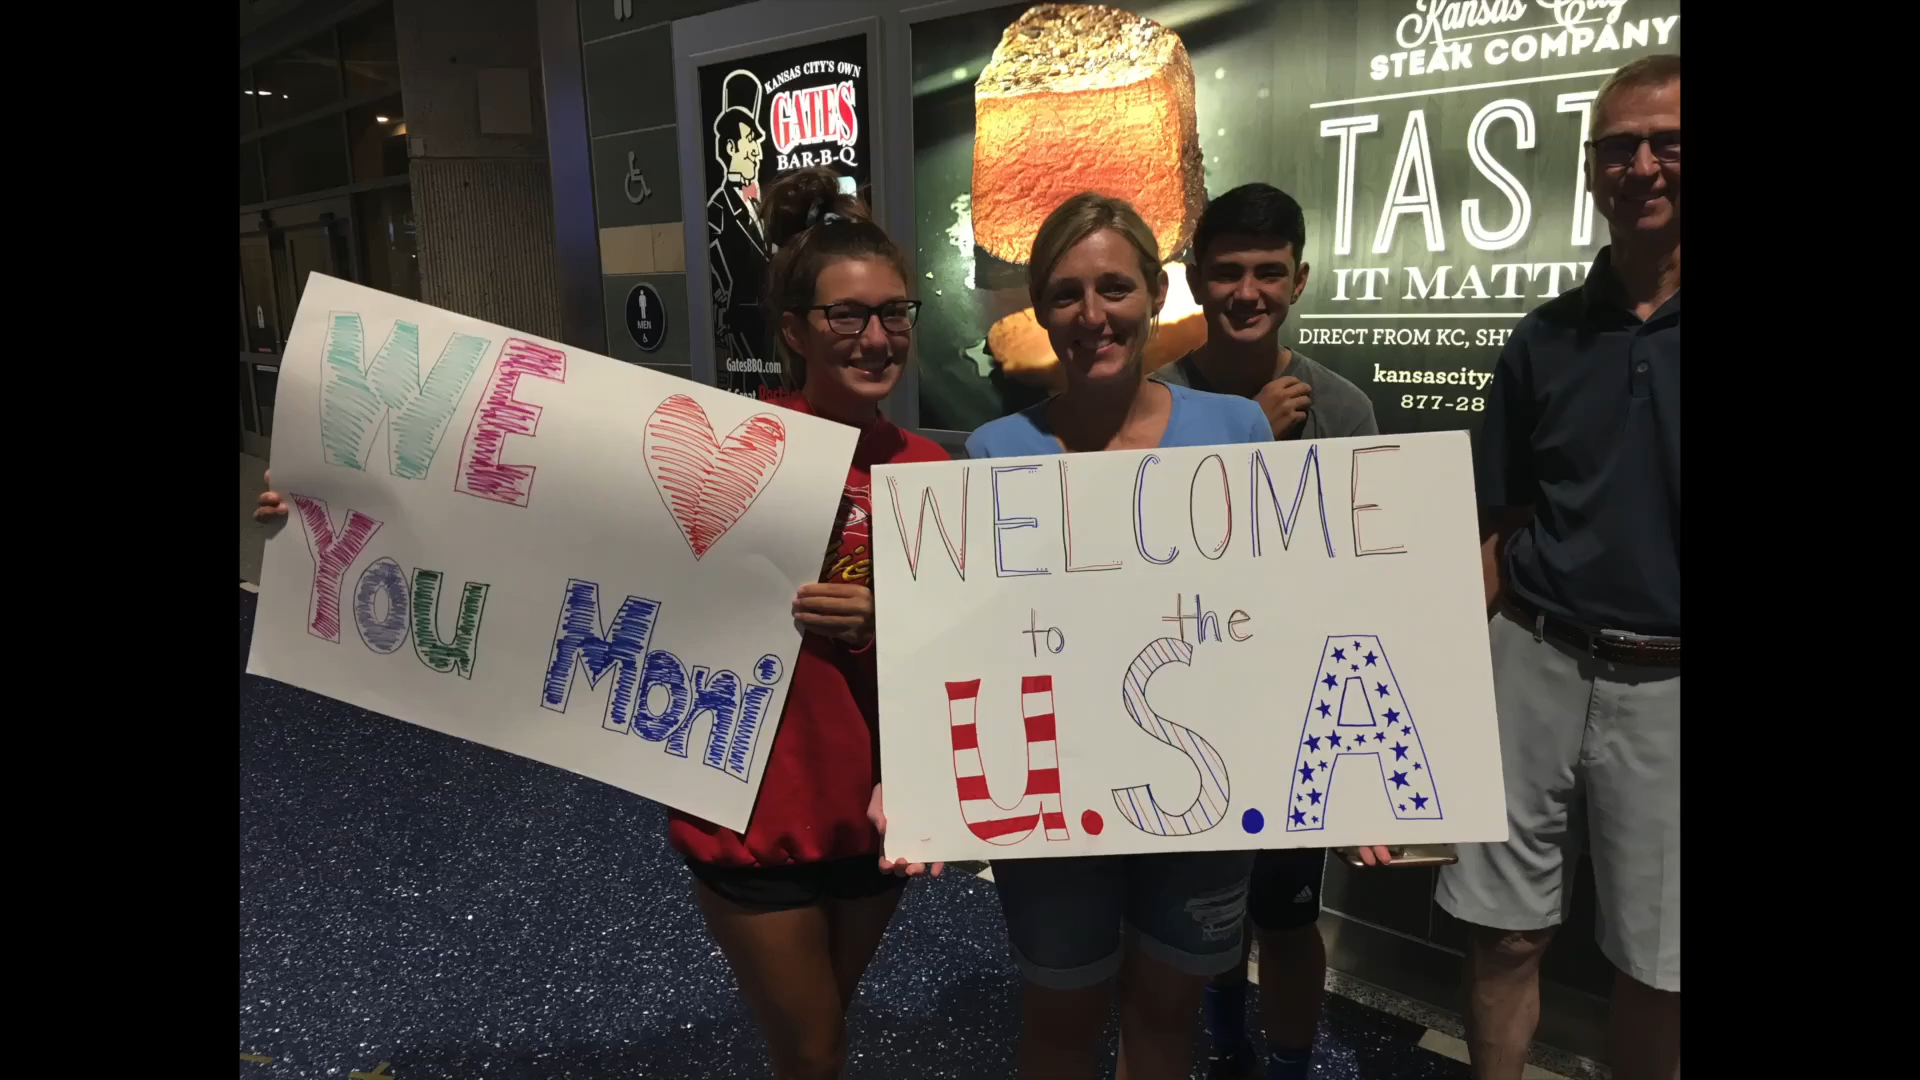 WE ♥
You Moni
WELCOME
to the
U.S.A
KANSAS CITY'S OWN
GATES
BAR-B-Q
GatesBBQ.com
MEN
Kansas City
STEAK COMPANY
TAST
IT MATT
DIRECT FROM KC, SH
kansascity
877-28